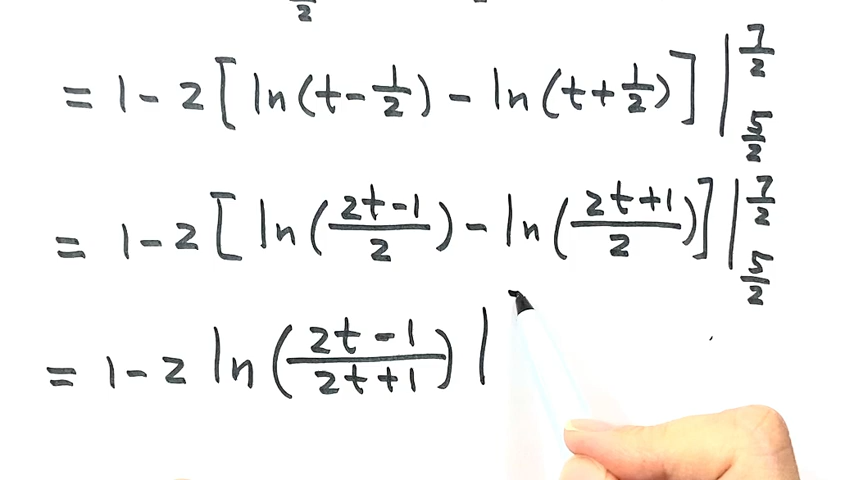 2
= 1 - 2 [ ln(t - 1/2) - ln(t + 1/2) ] | 7/2 5/2
= 1 - 2 [ ln((2t - 1)/2) - ln((2t + 1)/2) ] | 7/2 5/2
= 1 - 2 ln((2t - 1)/(2t + 1)) |